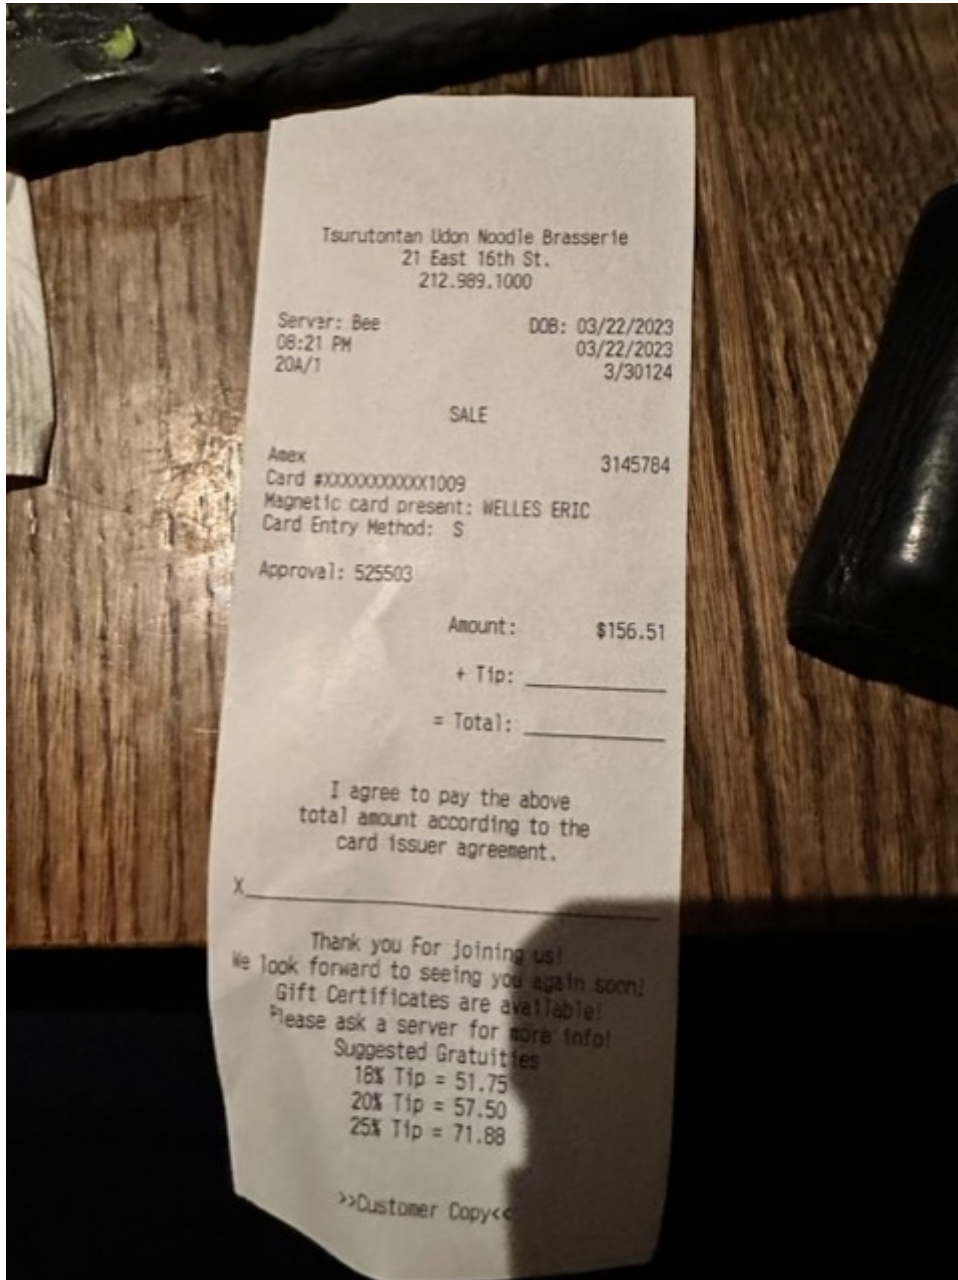 Tsurutontan Udon Noodle Brasserie
21 East 16th St.
212.989.1000
Server: Bee DOB: 03/22/2023
08:21 PM 03/22/2023
20A/1 3/30124
SALE
Amex 3145784
Card #XXXXXXXXXXX1009
Magnetic card present: WELLES ERIC
Card Entry Method: S
Approval: 525503
Amount: $156.51
+ Tip:
= Total:
I agree to pay the above
total amount according to the
card issuer agreement.
X
Thank you For joining us!
We look forward to seeing you again soon!
Gift Certificates are available!
Please ask a server for more info!
Suggested Gratuities
18% Tip = 51.75
20% Tip = 57.50
25% Tip = 71.88
>>Customer Copy<<